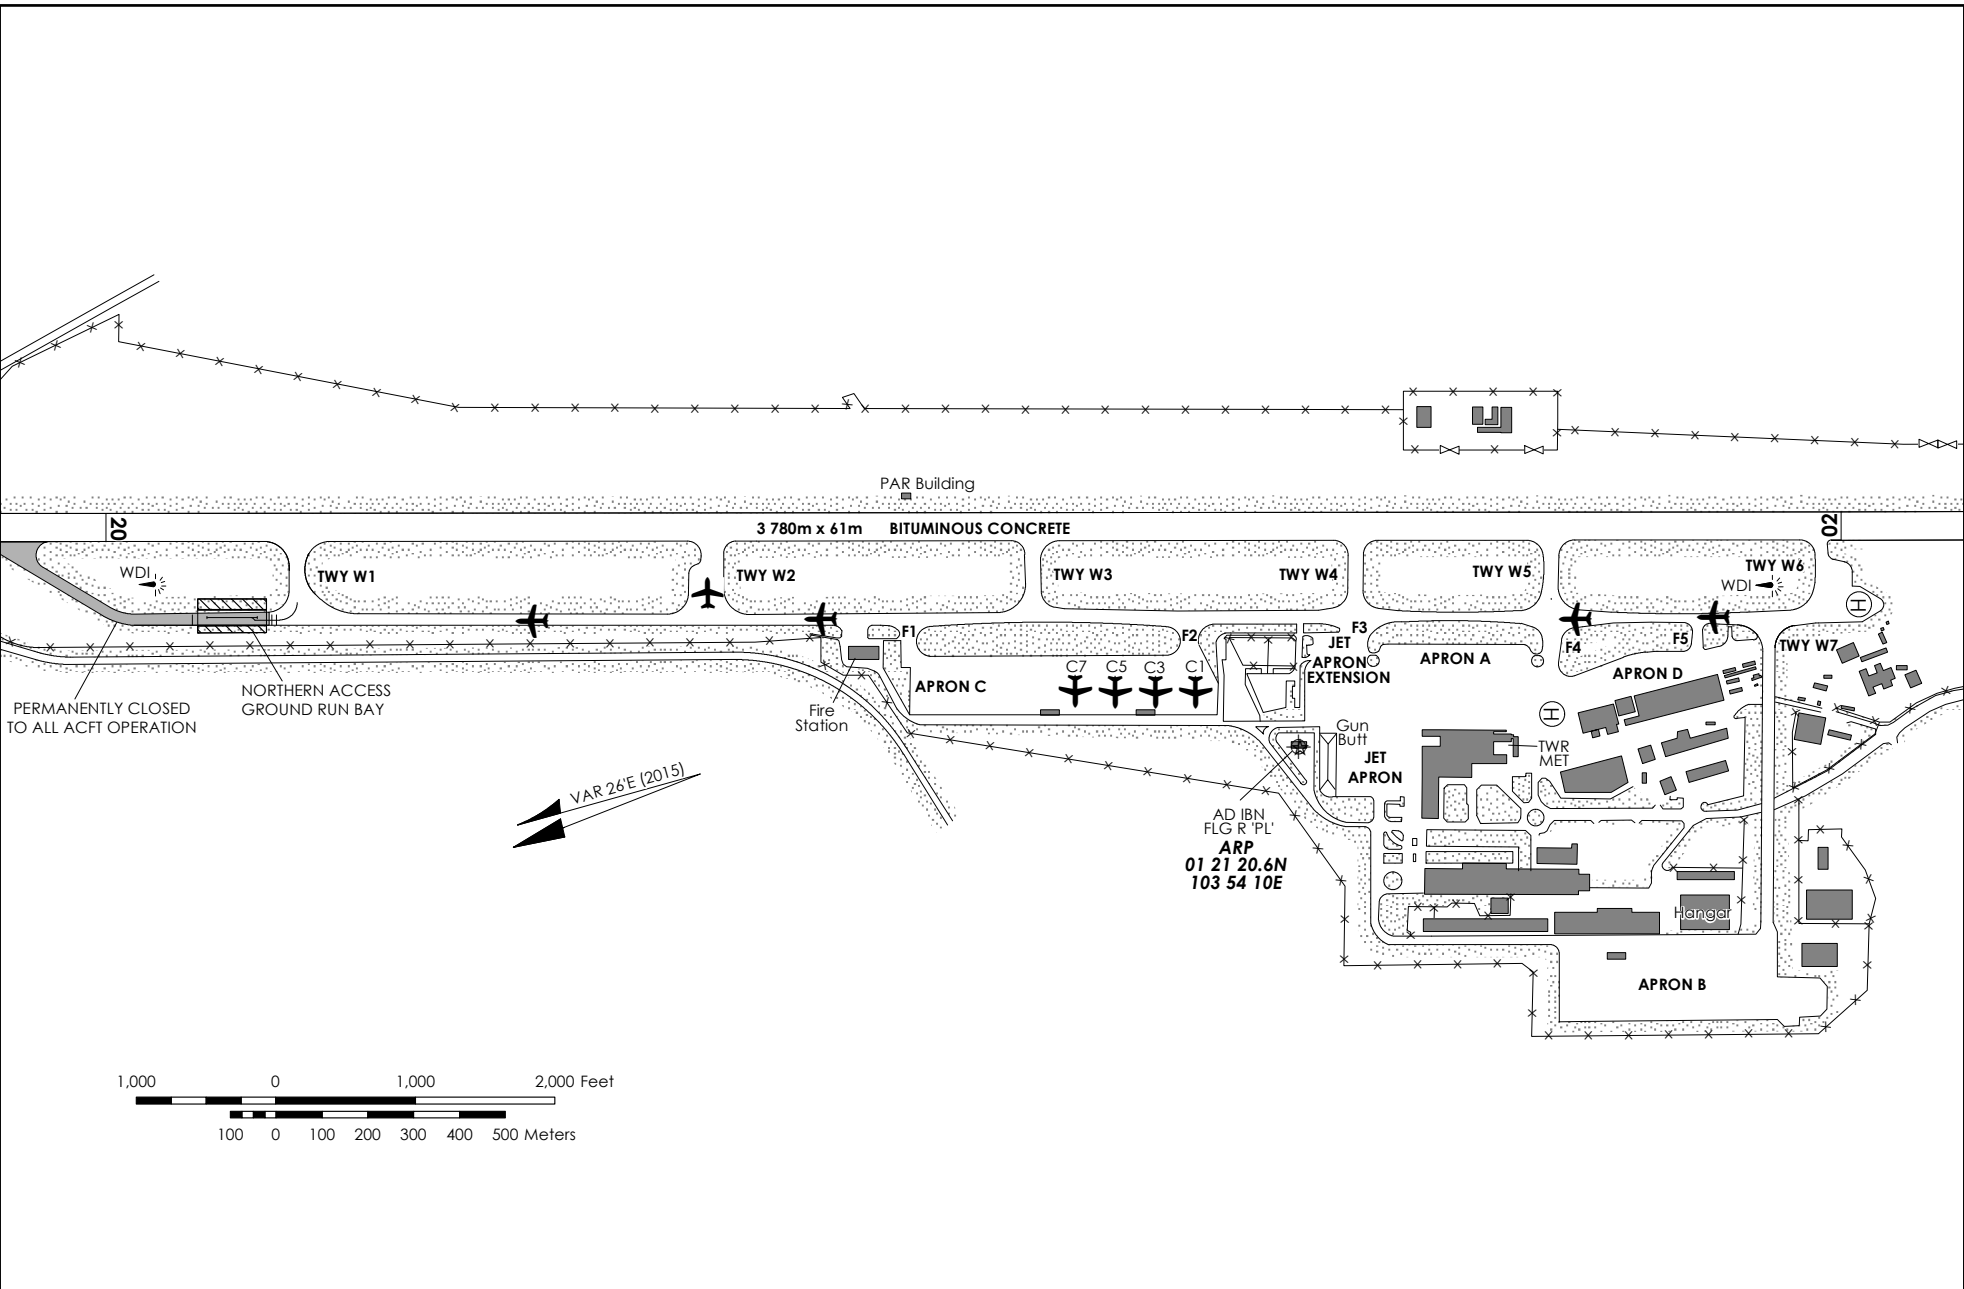 PAR Building
20
3 780m x 61m BITUMINOUS CONCRETE
02
WDI
TWY W1
TWY W2
TWY W3
TWY W4
TWY W5
TWY W6
WDI
H
F1
F2
F3
JET
APRON
EXTENSION
APRON A
F4
F5
APRON D
TWY W7
C7
C5
C3
C1
APRON C
PERMANENTLY CLOSED
TO ALL ACFT OPERATION
NORTHERN ACCESS
GROUND RUN BAY
Fire
Station
Gun
Butt
H
TWR
MET
JET
APRON
VAR 26'E (2015)
AD IBN
FLG R 'PL'
ARP
01 21 20.6N
103 54 10E
Hangar
APRON B
1,000 0 1,000 2,000 Feet
100 0 100 200 300 400 500 Meters